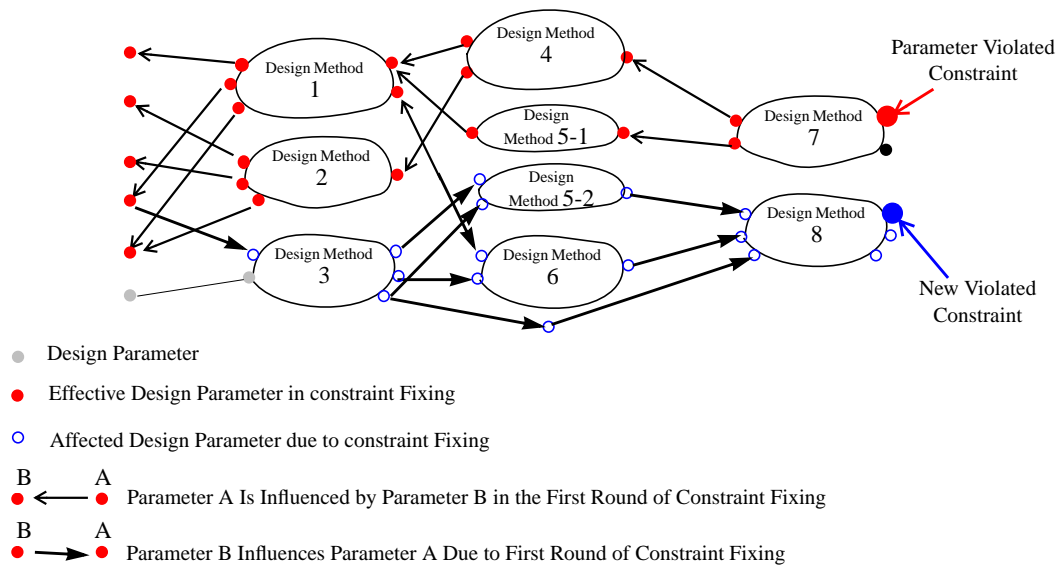 Design Method
1
Design Method
2
Design Method
3
Design Method
4
Design
Method 5-1
Design
Method 5-2
Design Method
6
Design Method
7
Design Method
8
Parameter Violated
Constraint
New Violated
Constraint
Design Parameter
Effective Design Parameter in constraint Fixing
Affected Design Parameter due to constraint Fixing
B A
Parameter A Is Influenced by Parameter B in the First Round of Constraint Fixing
B A
Parameter B Influences Parameter A Due to First Round of Constraint Fixing